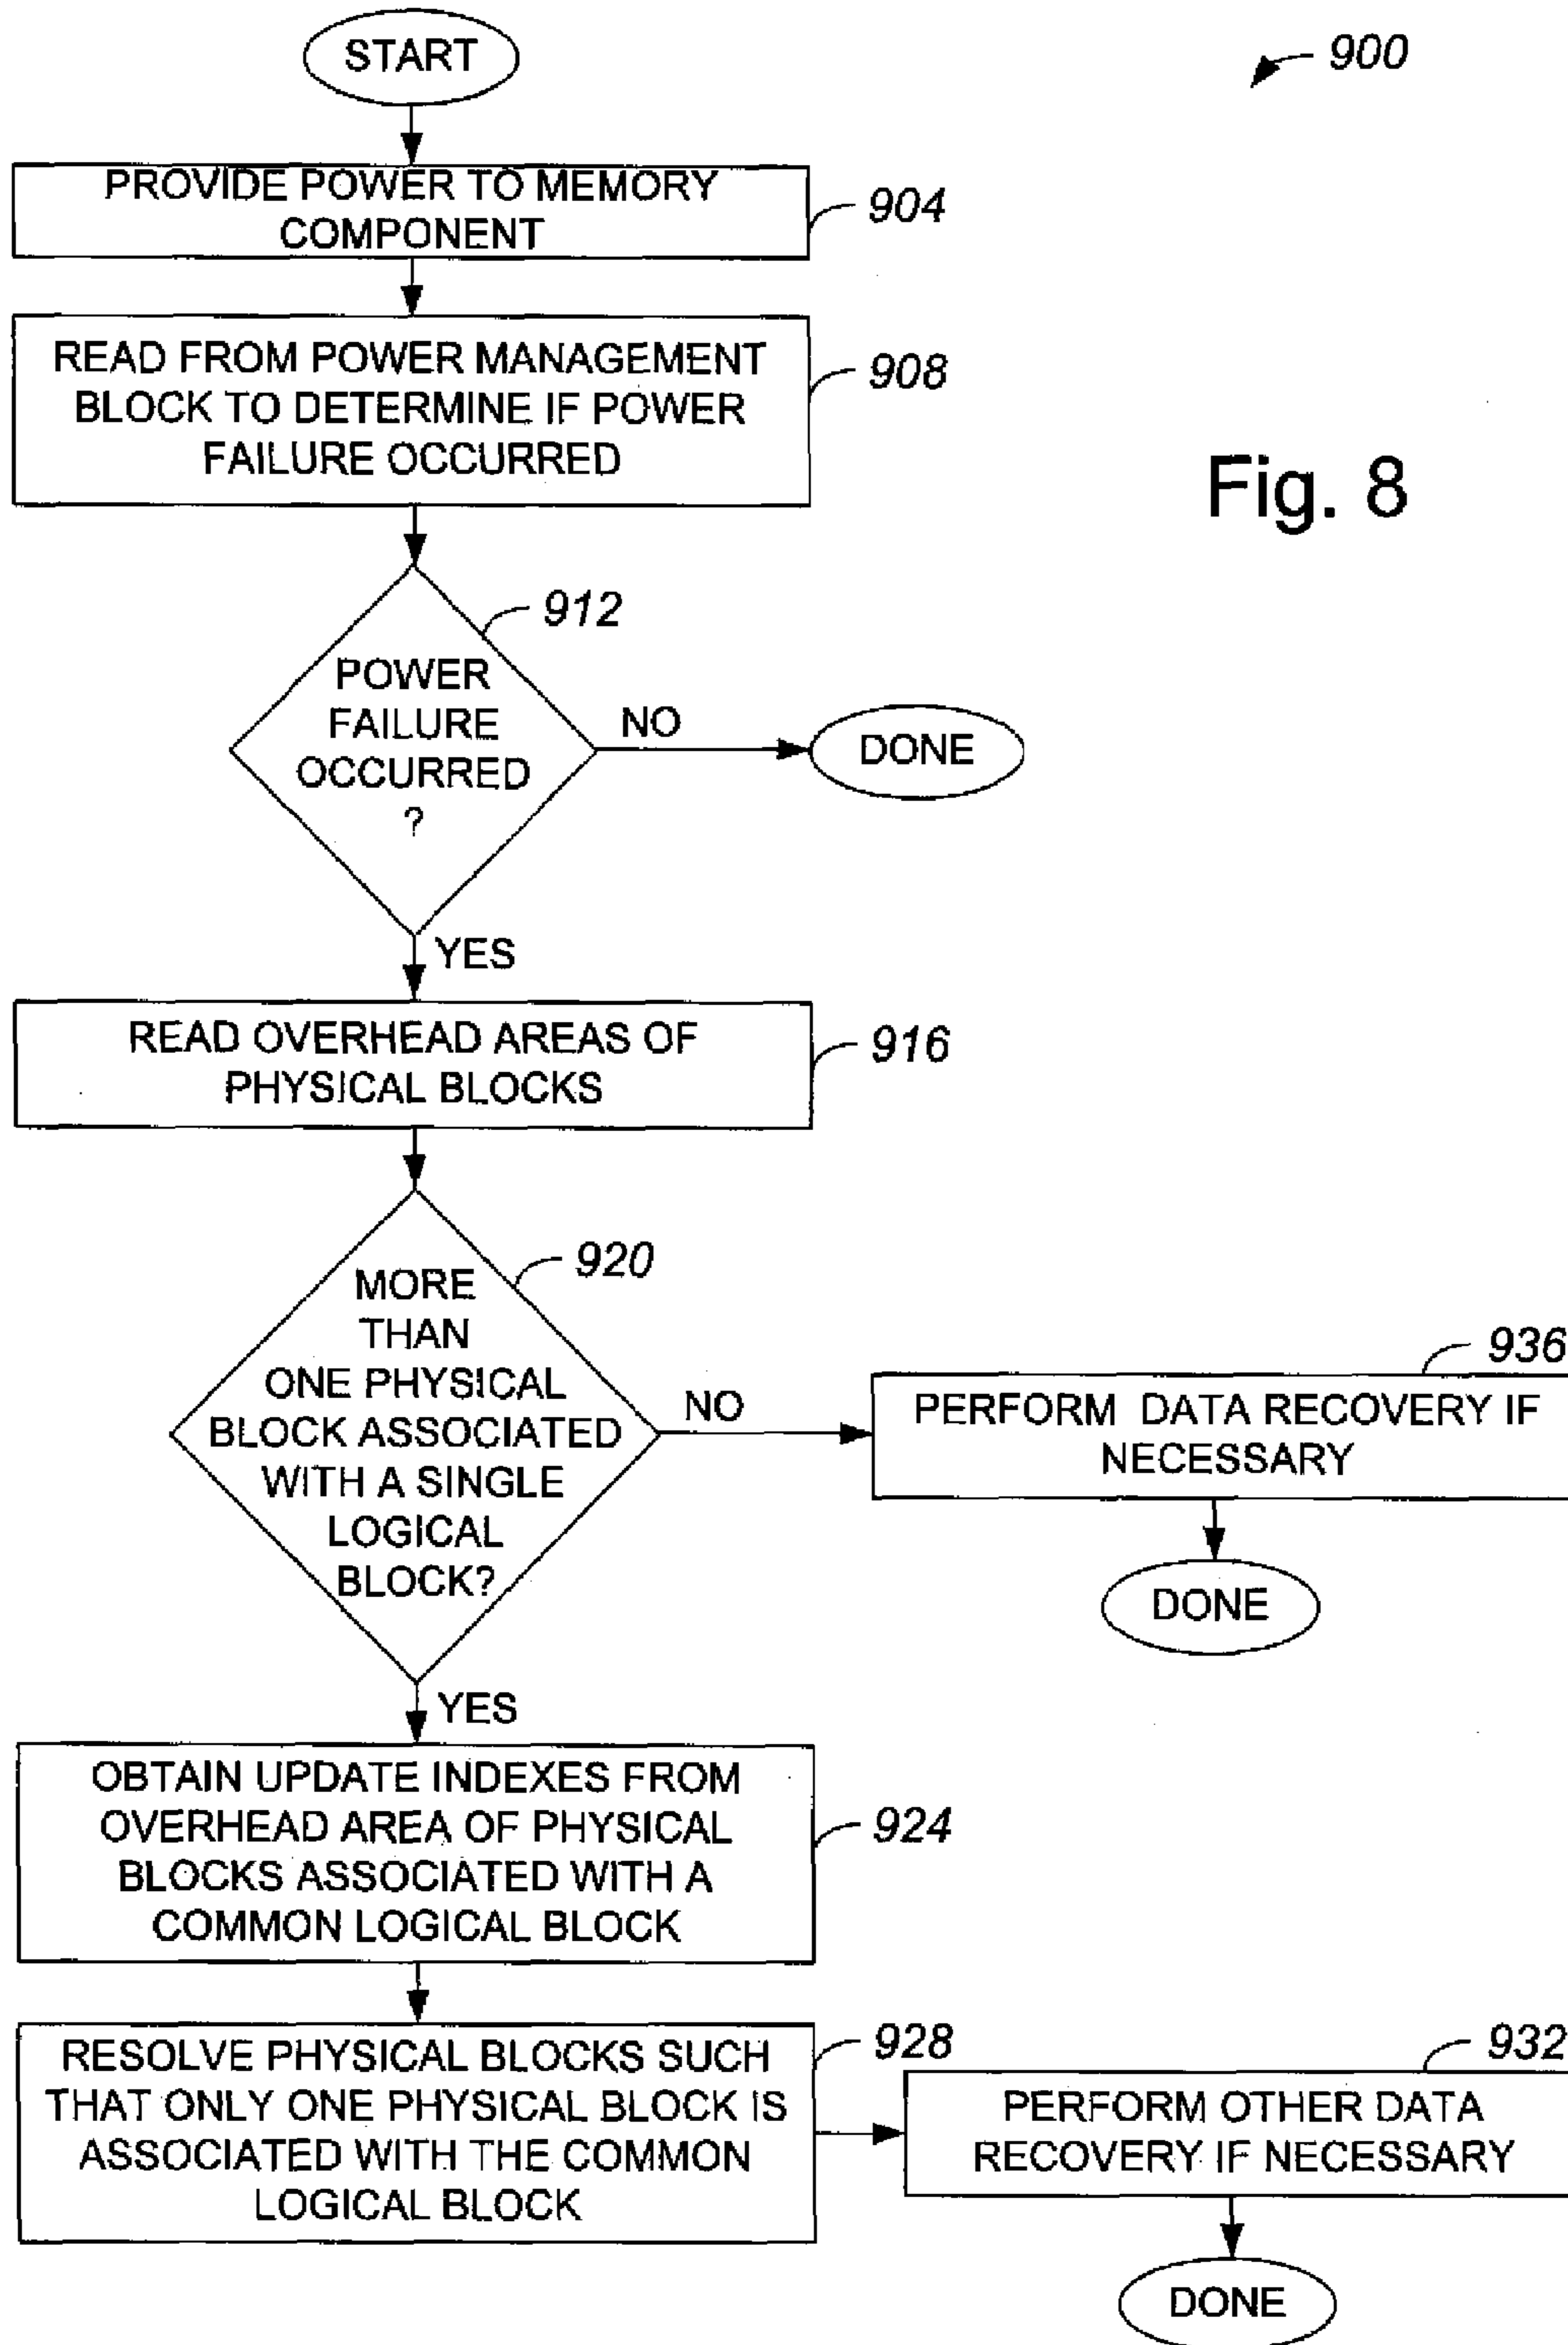 START
900
PROVIDE POWER TO MEMORY
COMPONENT
904
READ FROM POWER MANAGEMENT
BLOCK TO DETERMINE IF POWER
FAILURE OCCURRED
908
Fig. 8
912
POWER
FAILURE
OCCURRED
?
NO
DONE
YES
READ OVERHEAD AREAS OF
PHYSICAL BLOCKS
916
920
MORE
THAN
ONE PHYSICAL
BLOCK ASSOCIATED
WITH A SINGLE
LOGICAL
BLOCK?
NO
936
PERFORM DATA RECOVERY IF
NECESSARY
DONE
YES
OBTAIN UPDATE INDEXES FROM
OVERHEAD AREA OF PHYSICAL
BLOCKS ASSOCIATED WITH A
COMMON LOGICAL BLOCK
924
RESOLVE PHYSICAL BLOCKS SUCH
THAT ONLY ONE PHYSICAL BLOCK IS
ASSOCIATED WITH THE COMMON
LOGICAL BLOCK
928
932
PERFORM OTHER DATA
RECOVERY IF NECESSARY
DONE